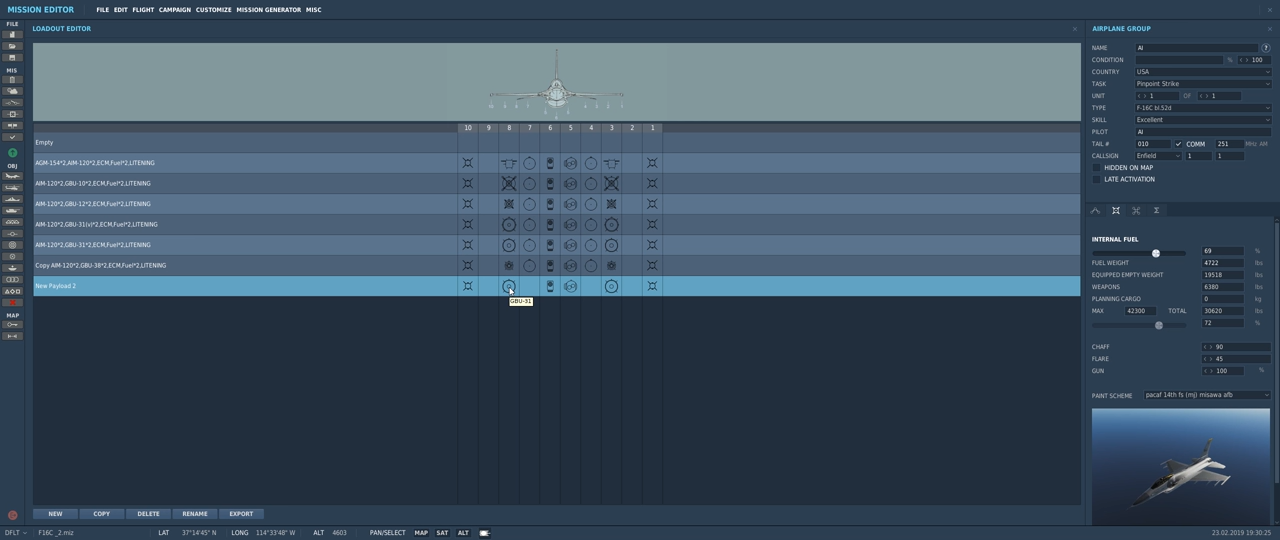 MISSION EDITOR FILE EDIT FLIGHT CAMPAIGN CUSTOMIZE MISSION GENERATOR MISC
FILE
MIS
OBJ
MAP
LOADOUT EDITOR
10 9 8 7 6 5 4 3 2 1
Empty
AGM-154*2,AIM-120*2,ECM,Fuel*2,LITENING
AIM-120*2,GBU-10*2,ECM,Fuel*2,LITENING
AIM-120*2,GBU-12*2,ECM,Fuel*2,LITENING
AIM-120*2,GBU-31(v)*2,ECM,Fuel*2,LITENING
AIM-120*2,GBU-31*2,ECM,Fuel*2,LITENING
Copy AIM-120*2,GBU-38*2,ECM,Fuel*2,LITENING
New Payload 2
GBU-31
NEW COPY DELETE RENAME EXPORT
AIRPLANE GROUP
NAME AI ?
CONDITION % < > 100
COUNTRY USA
TASK Pinpoint Strike
UNIT < > 1 OF < > 1
TYPE F-16C bl.52d
SKILL Excellent
PILOT AI
TAIL # 010 COMM 251 MHz AM
CALLSIGN Enfield 1 1
HIDDEN ON MAP
LATE ACTIVATION
INTERNAL FUEL
69 %
FUEL WEIGHT 4722 lbs
EQUIPPED EMPTY WEIGHT 19518 lbs
WEAPONS 6380 lbs
PLANNING CARGO 0 kg
MAX 42300 TOTAL 30620 lbs
72 %
CHAFF < > 90
FLARE < > 45
GUN < > 100 %
PAINT SCHEME pacaf 14th fs (mj) misawa afb
DFLT F16C _2.miz LAT 37°14'45" N LONG 114°33'48" W ALT 4603 PAN/SELECT MAP SAT ALT 23.02.2019 19:30:25